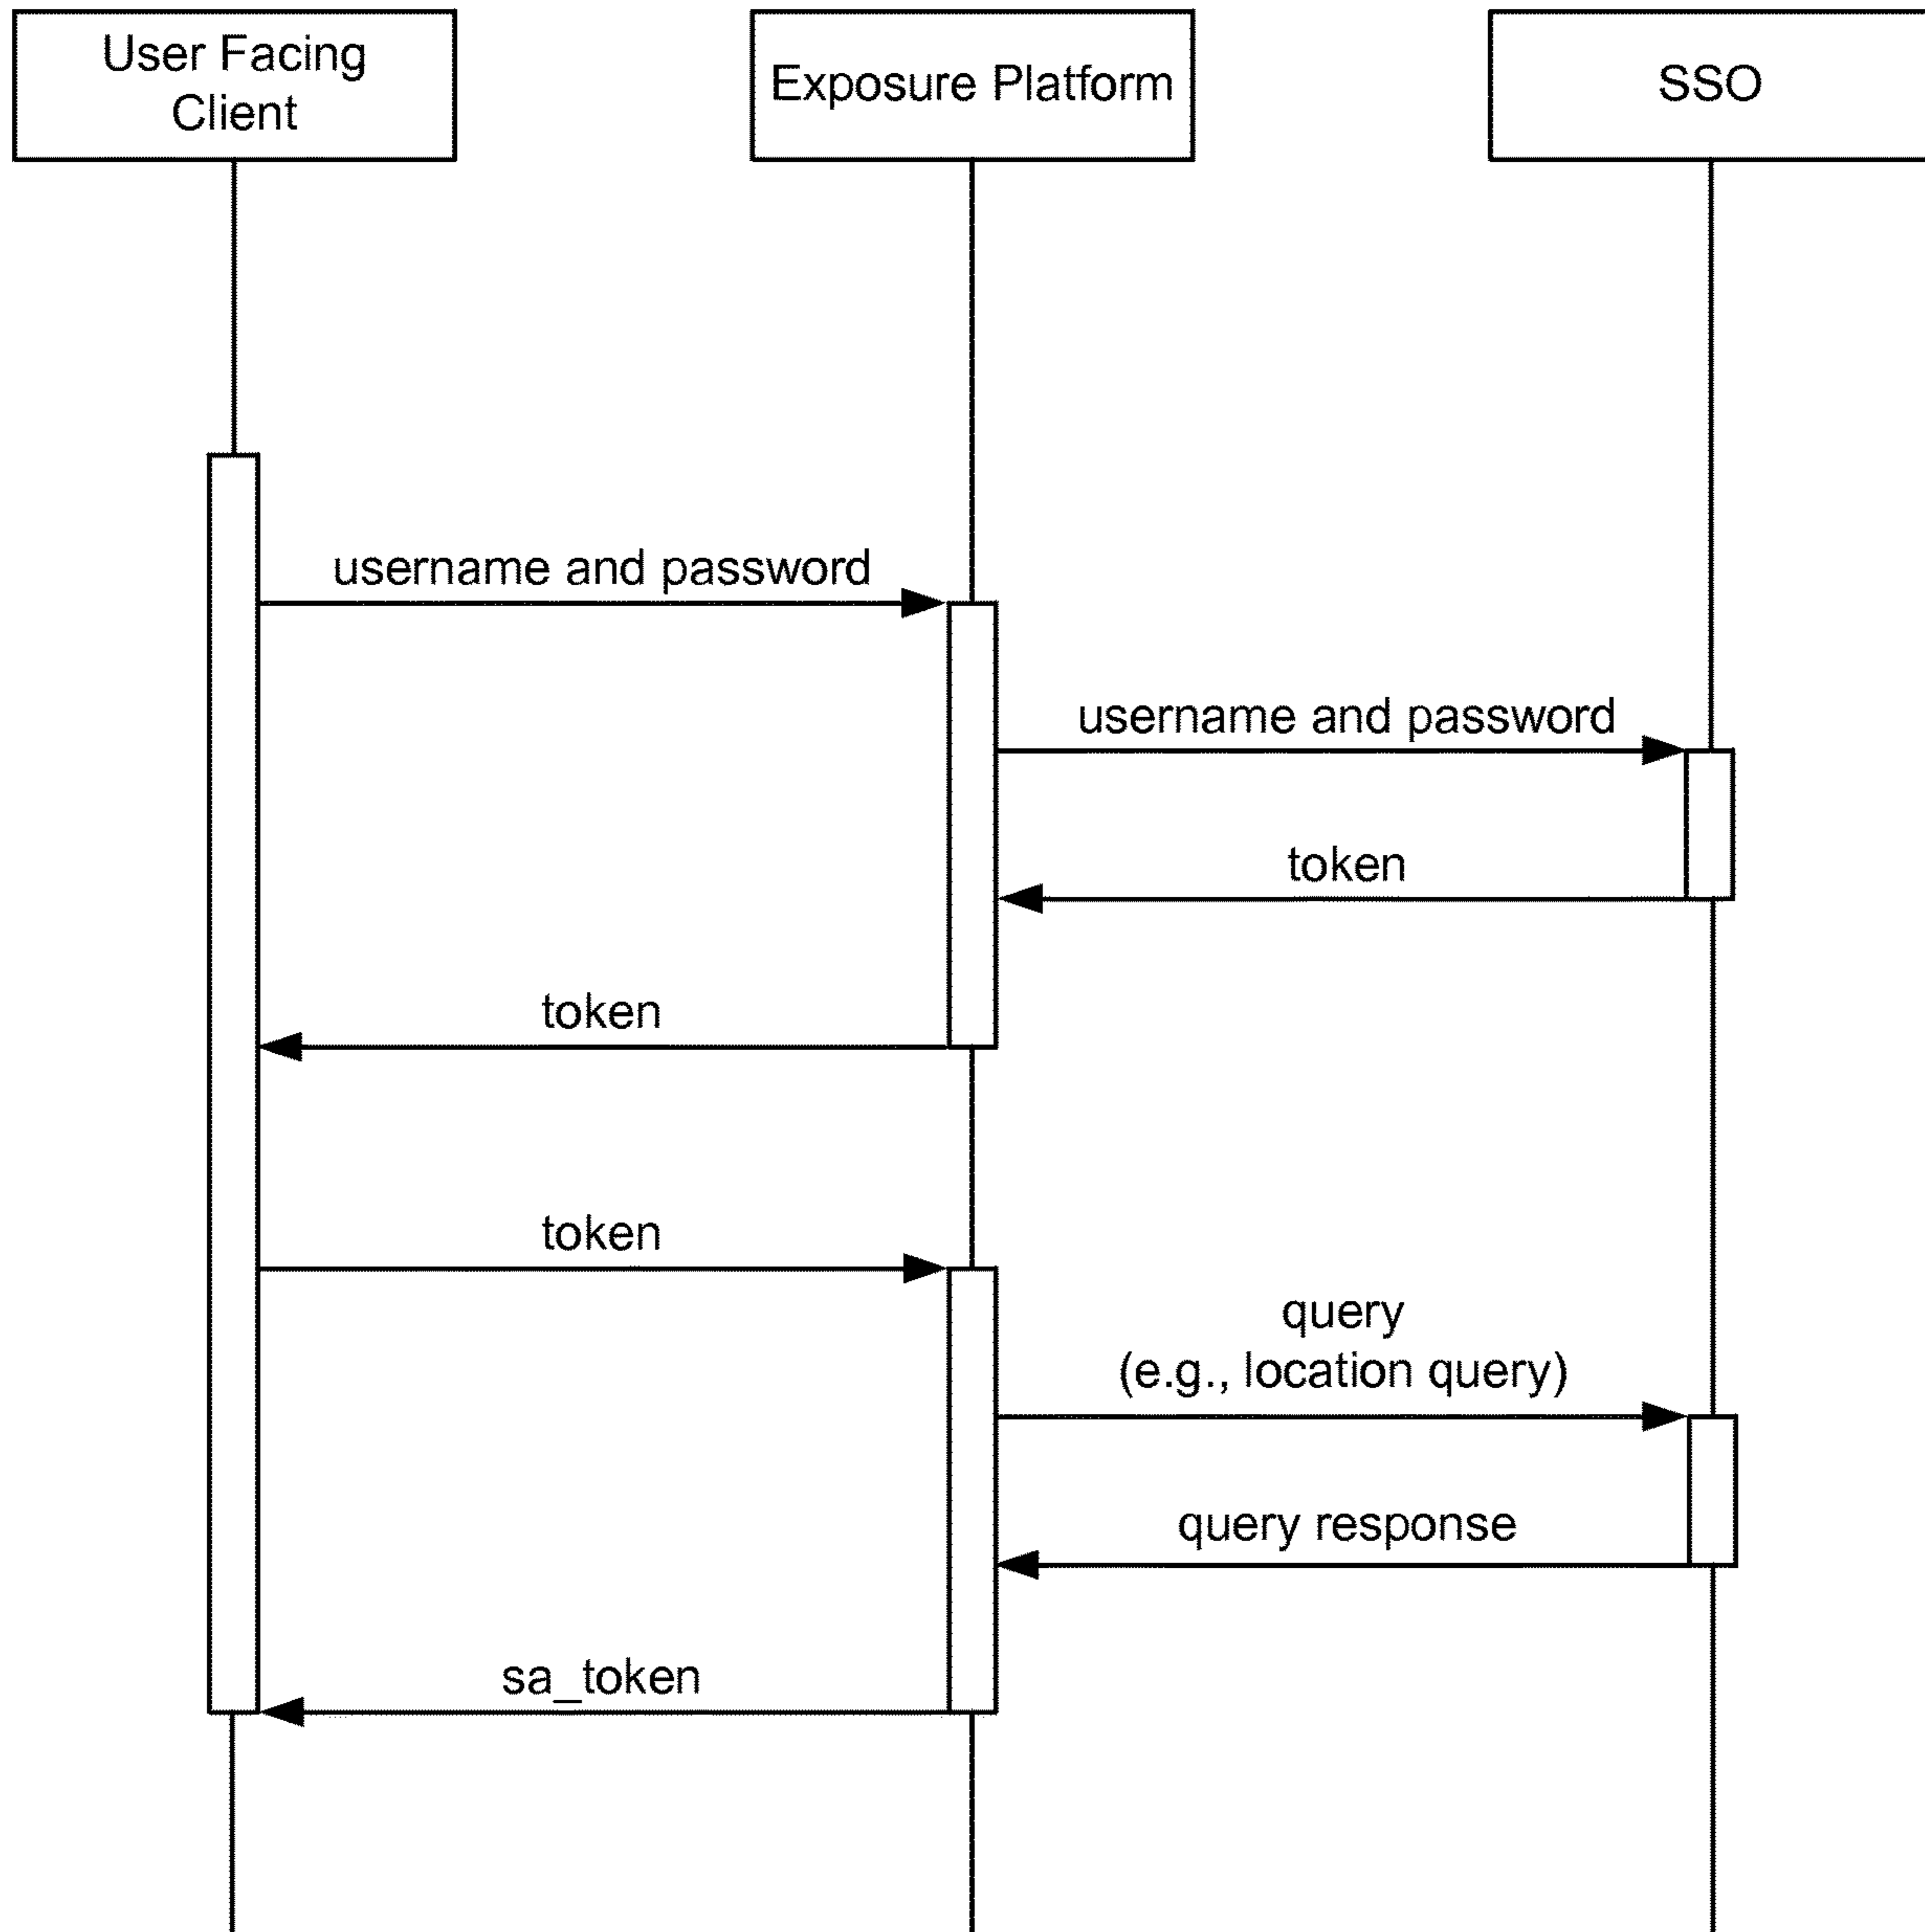 User Facing
Client
Exposure Platform
SSO
username and password
username and password
token
token
token
query
(e.g., location query)
query response
sa_token